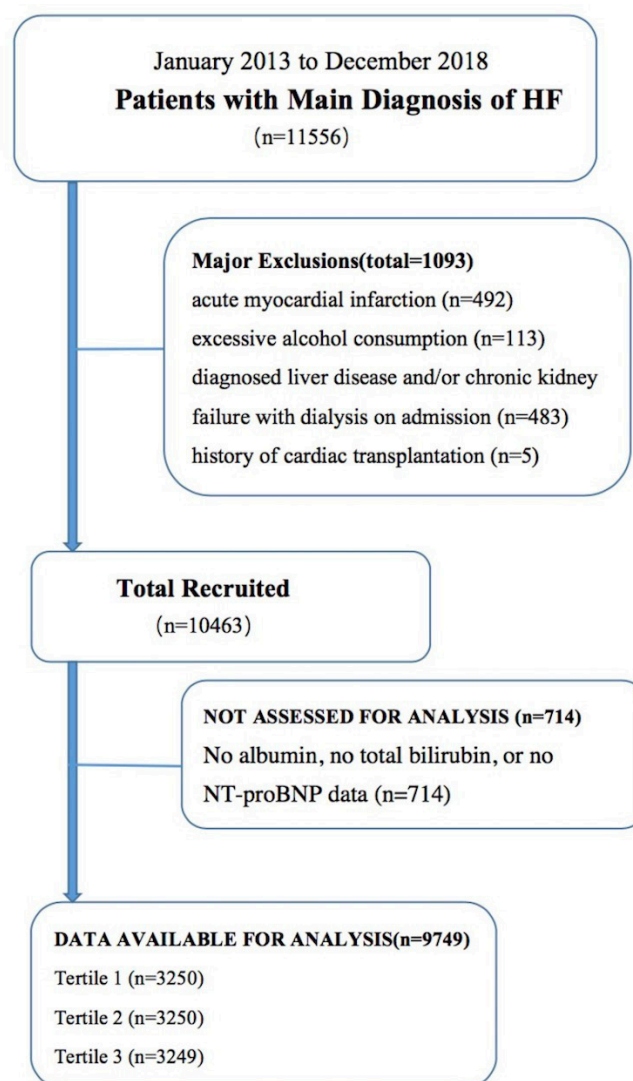 January 2013 to December 2018
Patients with Main Diagnosis of HF
(n=11556)
Major Exclusions(total=1093)
acute myocardial infarction (n=492)
excessive alcohol consumption (n=113)
diagnosed liver disease and/or chronic kidney
failure with dialysis on admission (n=483)
history of cardiac transplantation (n=5)
Total Recruited
(n=10463)
NOT ASSESSED FOR ANALYSIS (n=714)
No albumin, no total bilirubin, or no
NT-proBNP data (n=714)
DATA AVAILABLE FOR ANALYSIS(n=9749)
Tertile 1 (n=3250)
Tertile 2 (n=3250)
Tertile 3 (n=3249)